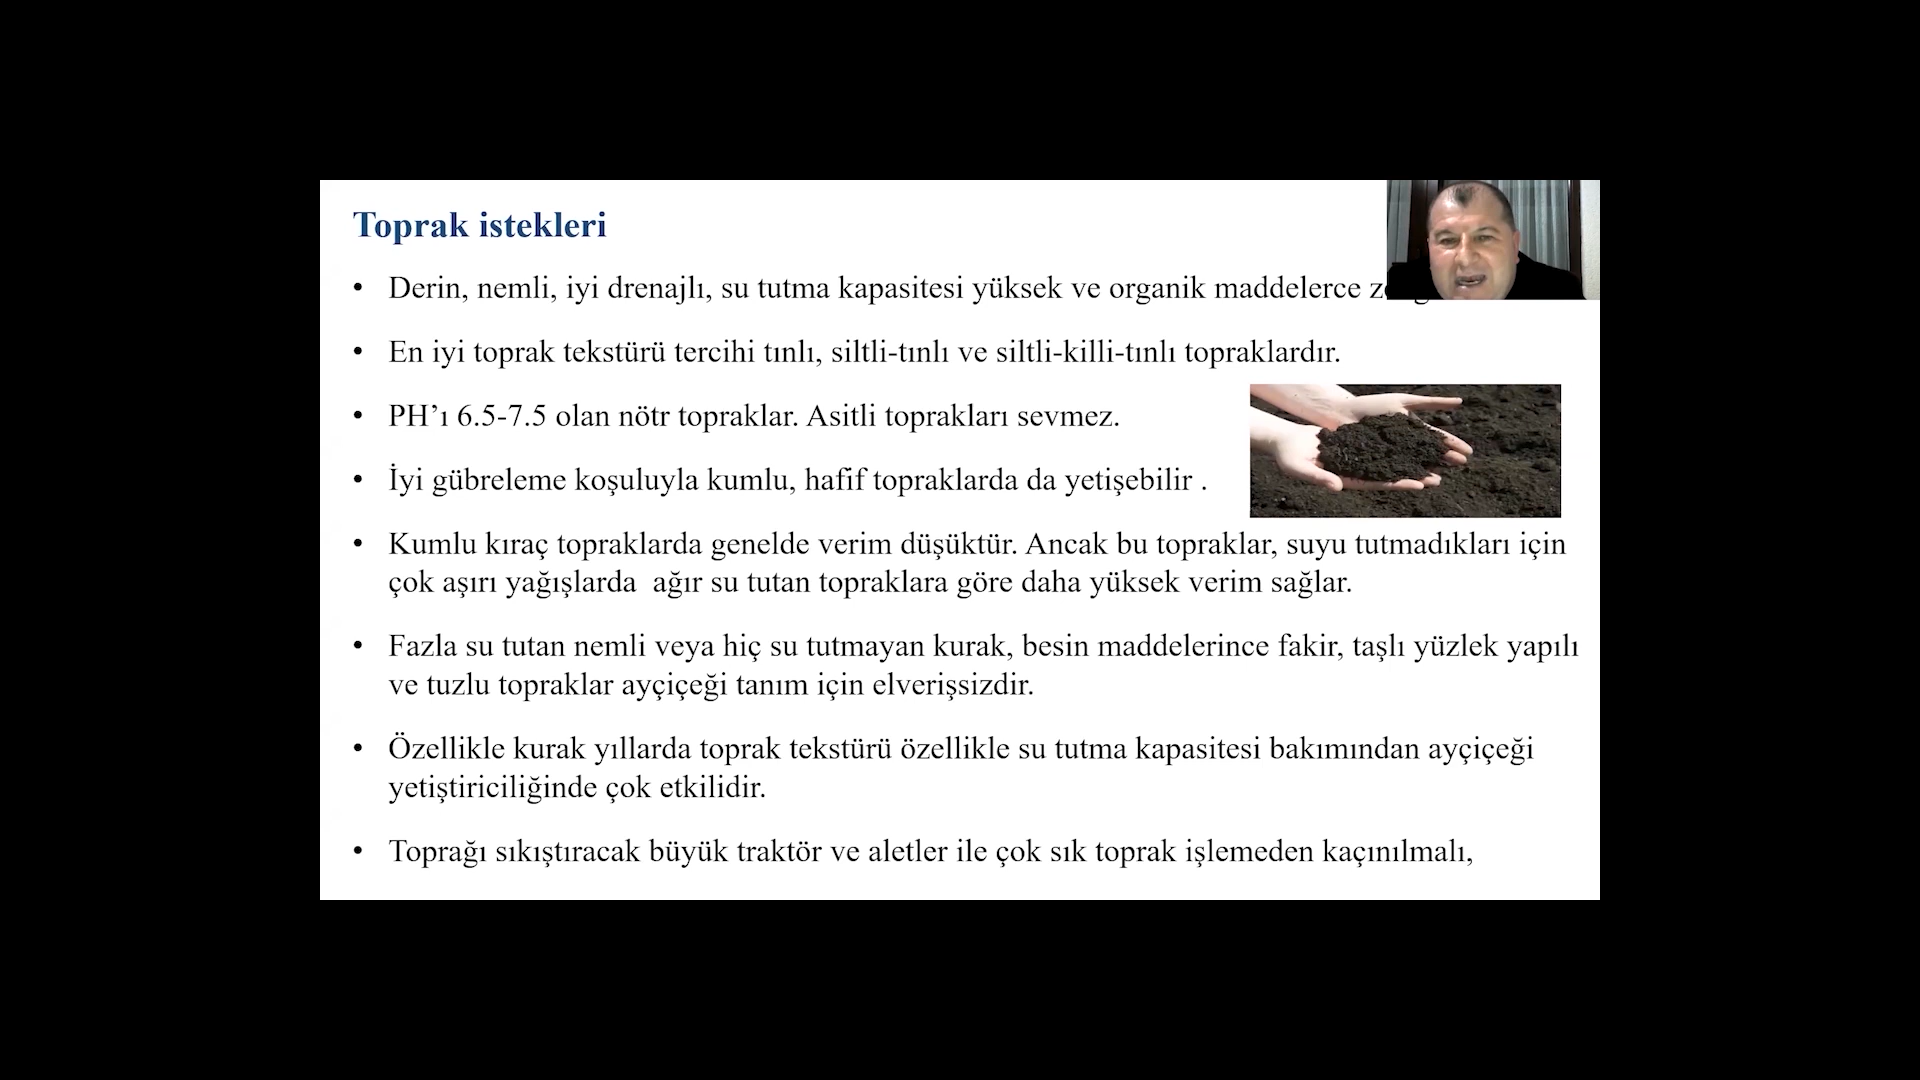 Toprak istekleri
• Derin, nemli, iyi drenajlı, su tutma kapasitesi yüksek ve organik maddelerce
• En iyi toprak tekstürü tercihi tınlı, siltli-tınlı ve siltli-killi-tınlı topraklardır.
• PH’ı 6.5-7.5 olan nötr topraklar. Asitli toprakları sevmez.
• İyi gübreleme koşuluyla kumlu, hafif topraklarda da yetişebilir .
• Kumlu kıraç topraklarda genelde verim düşüktür. Ancak bu topraklar, suyu tutmadıkları için
çok aşırı yağışlarda  ağır su tutan topraklara göre daha yüksek verim sağlar.
• Fazla su tutan nemli veya hiç su tutmayan kurak, besin maddelerince fakir, taşlı yüzlek yapılı
ve tuzlu topraklar ayçiçeği tanım için elverişsizdir.
• Özellikle kurak yıllarda toprak tekstürü özellikle su tutma kapasitesi bakımından ayçiçeği
yetiştiriciliğinde çok etkilidir.
• Toprağı sıkıştıracak büyük traktör ve aletler ile çok sık toprak işlemeden kaçınılmalı,